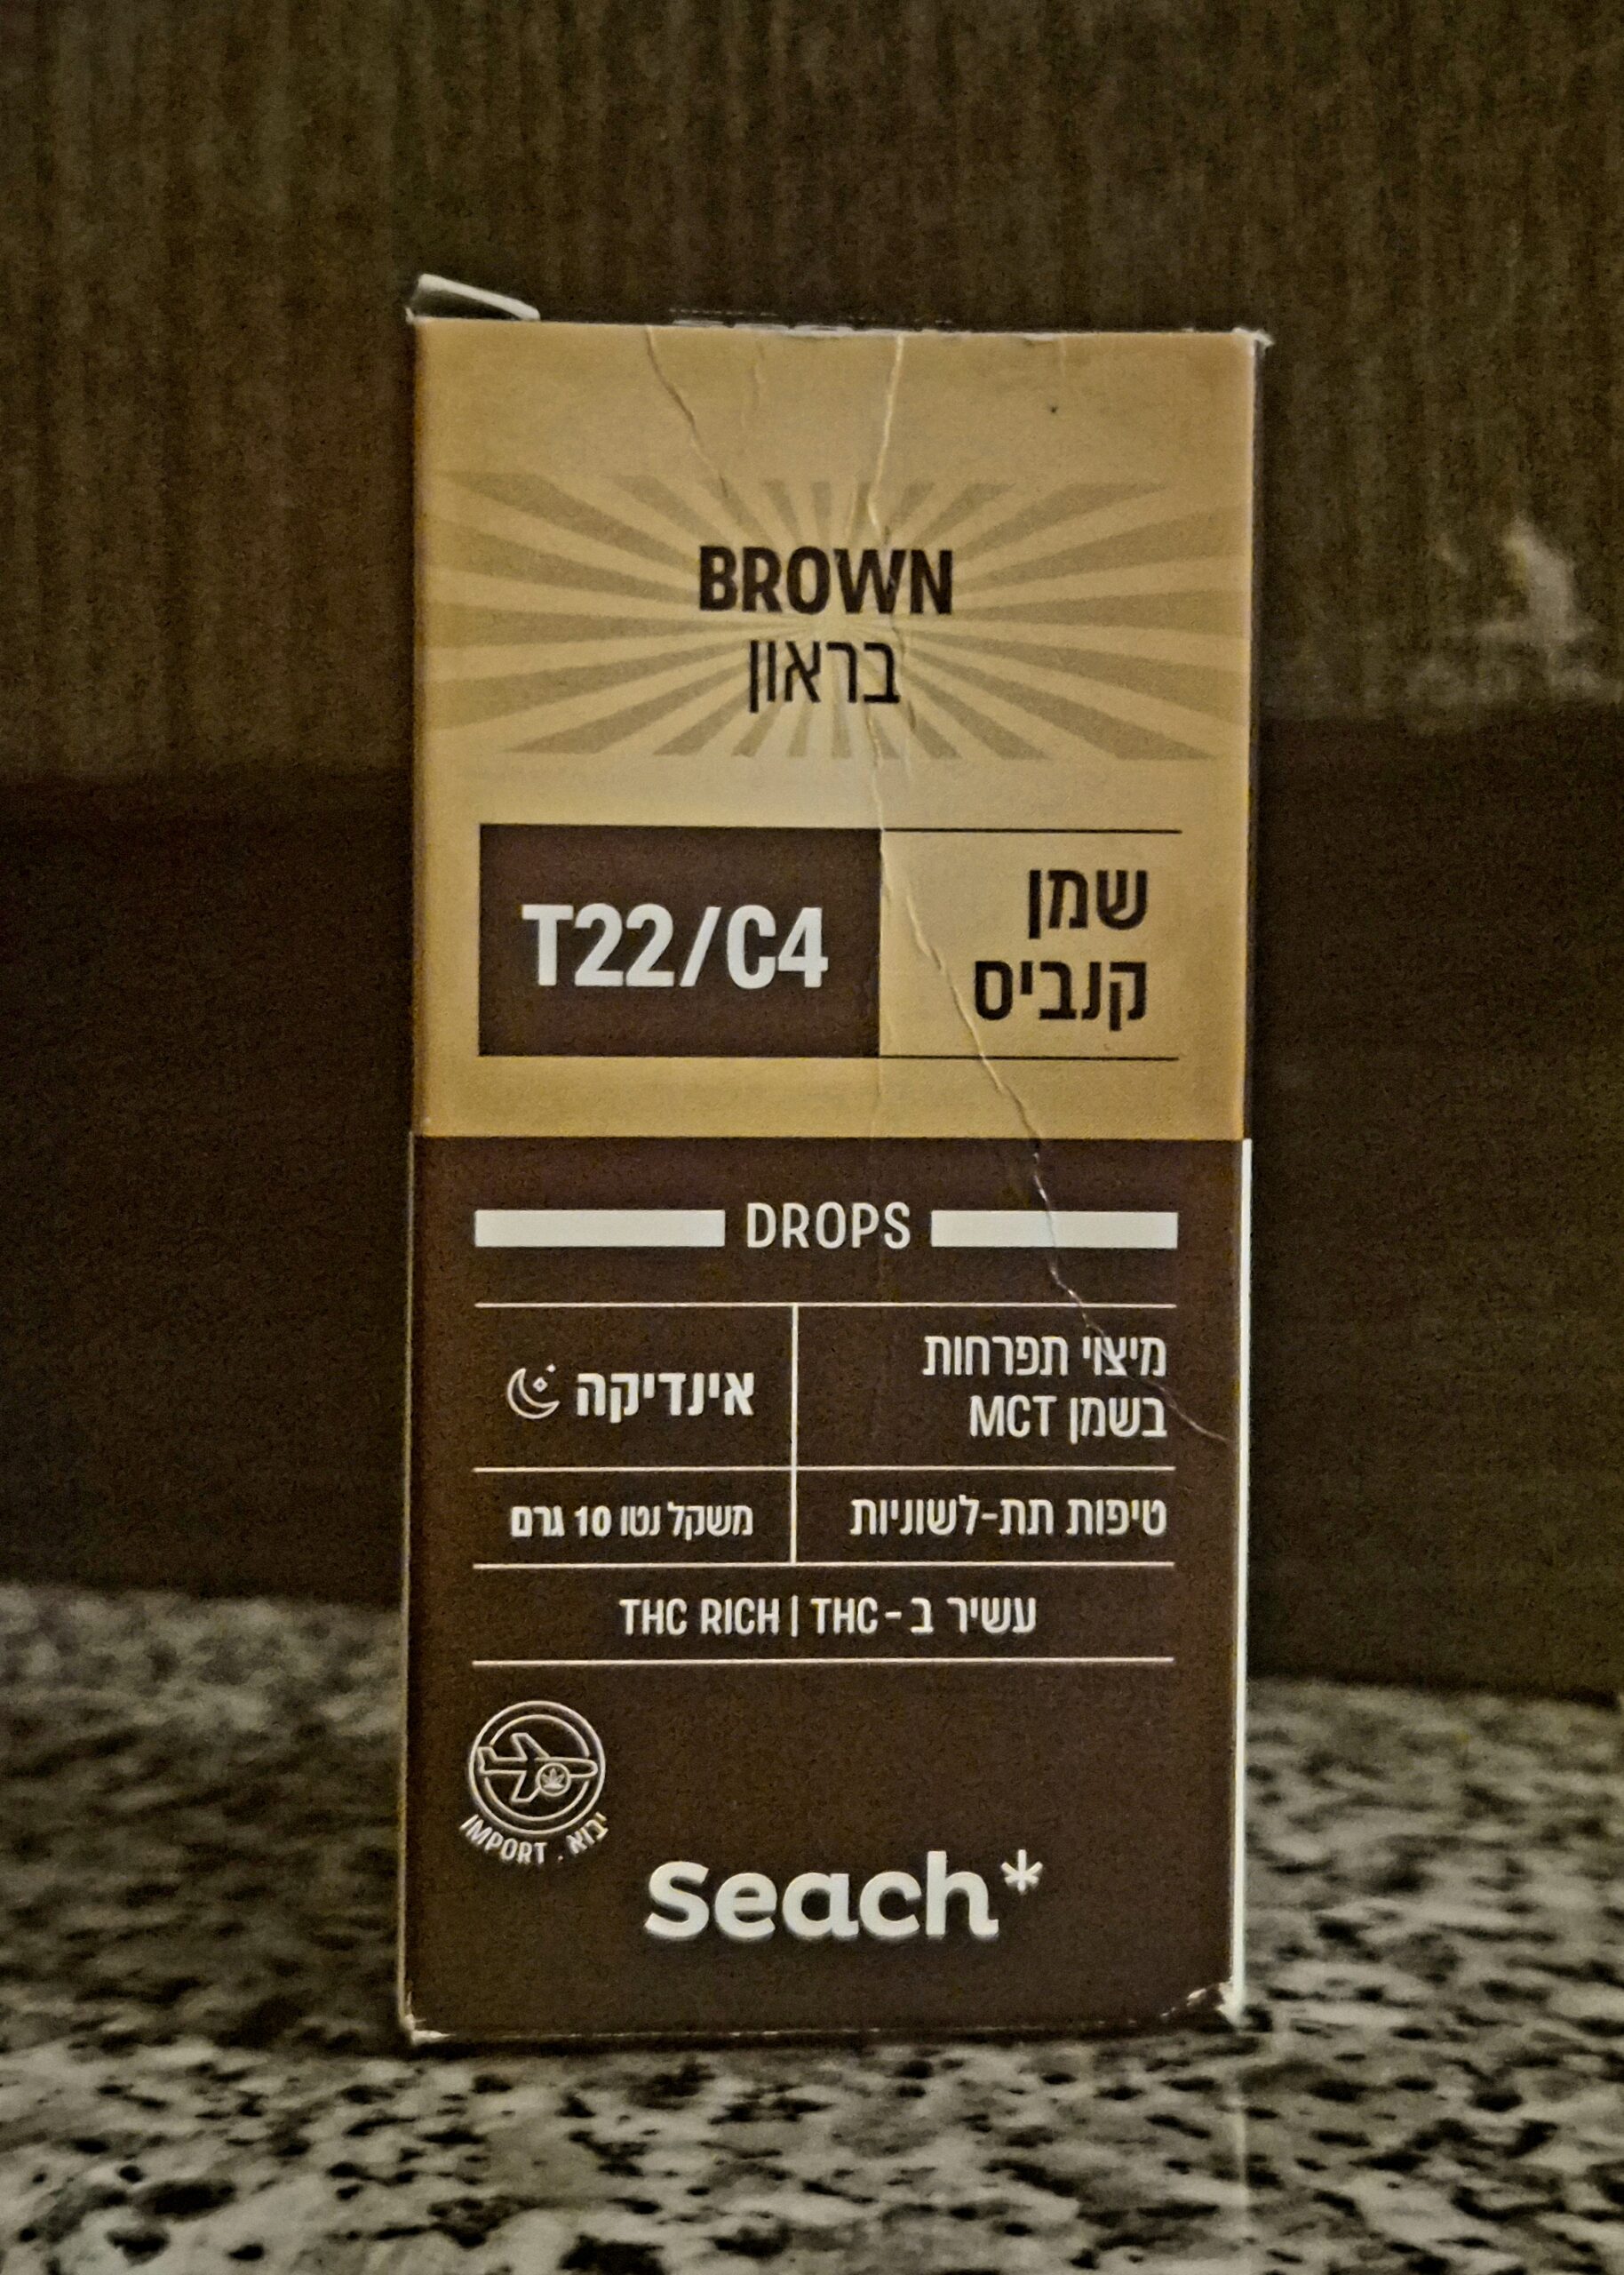 BROWN
בראון
שמן
קנביס
T22/C4
DROPS
מיצוי תפרחות
בשמן MCT
אינדיקה
טיפות תת-לשוניות
משקל נטו 10 גרם
עשיר ב - THC | THC RICH
IMPORT . יבוא
seach*